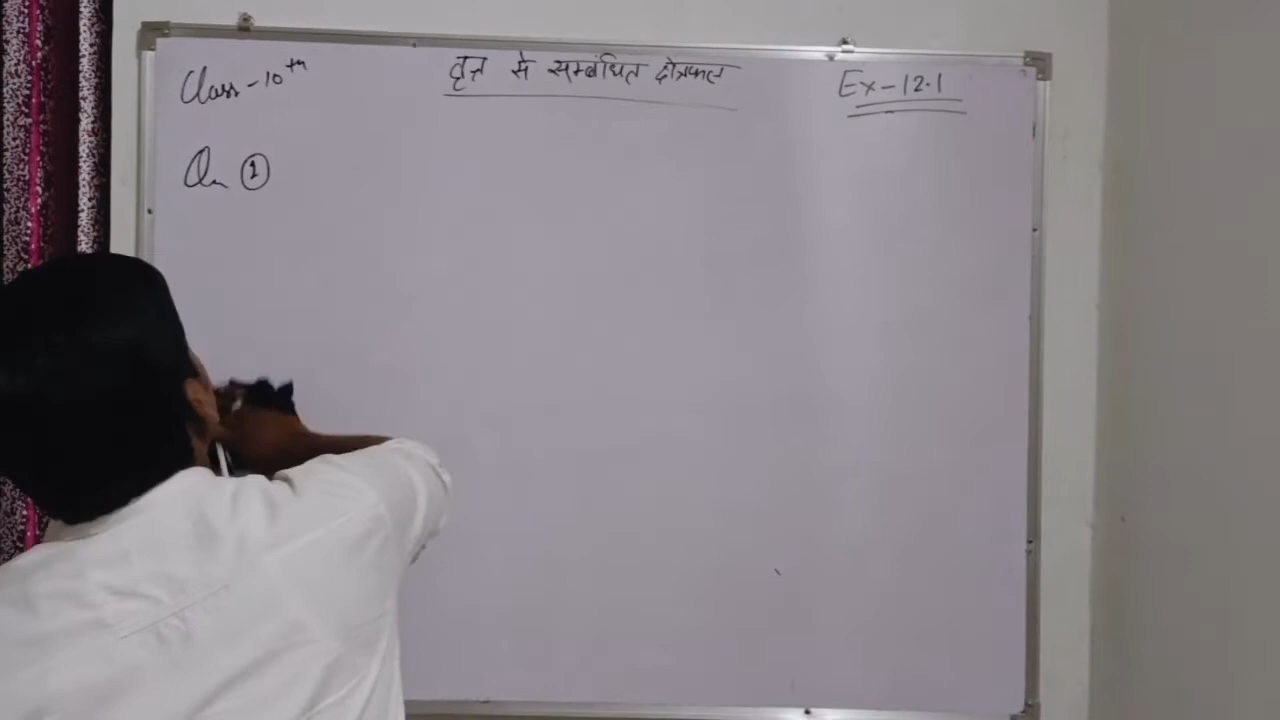 Class-10th
वृत्त से सम्बंधित क्षेत्रफल
Ex-12.1
Qn ①